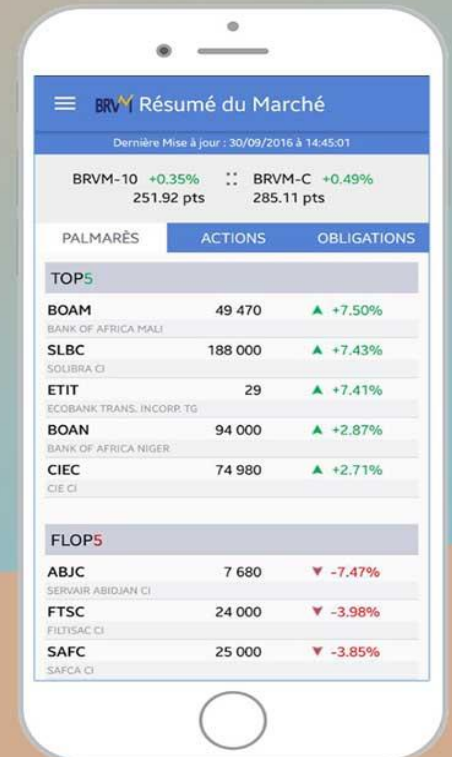 BRVM Résumé du Marché
Dernière Mise à jour : 30/09/2016 à 14:45:01
BRVM-10 +0.35% :: BRVM-C +0.49%
251.92 pts 285.11 pts
PALMARÈS ACTIONS OBLIGATIONS
TOP5
BOAM 49 470 ▲ +7.50%
BANK OF AFRICA MALI
SLBC 188 000 ▲ +7.43%
SOLIBRA CI
ETIT 29 ▲ +7.41%
ECOBANK TRANS. INCORP. TG
BOAN 94 000 ▲ +2.87%
BANK OF AFRICA NIGER
CIEC 74 980 ▲ +2.71%
CIE CI
FLOP5
ABJC 7 680 ▼ -7.47%
SERVAIR ABIDJAN CI
FTSC 24 000 ▼ -3.98%
FILTISAC CI
SAFC 25 000 ▼ -3.85%
SAFCA CI